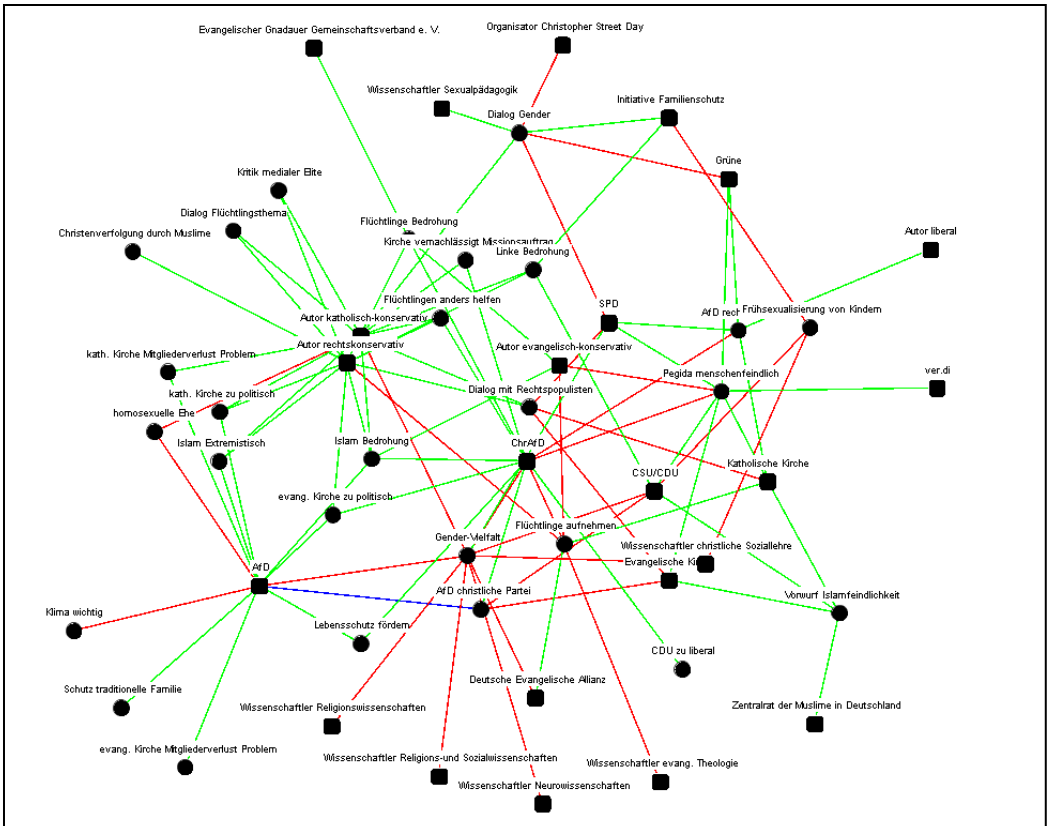 Evangelischer Gnadauer Gemeinschaftsverband e. V.
Organisator Christopher Street Day
Wissenschaftler Sexualpädagogik
Dialog Gender
Initiative Familienschutz
Grüne
Kritik medialer Elite
Dialog Flüchtlingsthema
Christenverfolgung durch Muslime
Flüchtlinge Bedrohung
Kirche vernachlässigt Missionsauftrag
Linke Bedrohung
Autor liberal
Flüchtlingen anders helfen
SPD
AfD rech
Frühsexualisierung von Kindern
Autor katholisch-konservativ
Autor rechtskonservativ
Autor evangelisch-konservativ
kath. Kirche Mitgliederverlust Problem
Pegida menschenfeindlich
ver.di
kath. Kirche zu politisch
Dialog mit Rechtspopulisten
homosexuelle Ehe
Islam Extremistisch
Islam Bedrohung
ChrAfD
CSU/CDU
Katholische Kirche
evang. Kirche zu politisch
Flüchtlinge aufnehmen
Gender-Vielfalt
Wissenschaftler christliche Soziallehre
Evangelische Kir
AfD
AfD christliche Partei
Vorwurf Islamfeindlichkeit
Klima wichtig
Lebensschutz fördern
CDU zu liberal
Deutsche Evangelische Allianz
Schutz traditionelle Familie
Wissenschaftler Religionswissenschaften
Zentralrat der Muslime in Deutschland
evang. Kirche Mitgliederverlust Problem
Wissenschaftler Religions-und Sozialwissenschaften
Wissenschaftler evang. Theologie
Wissenschaftler Neurowissenschaften